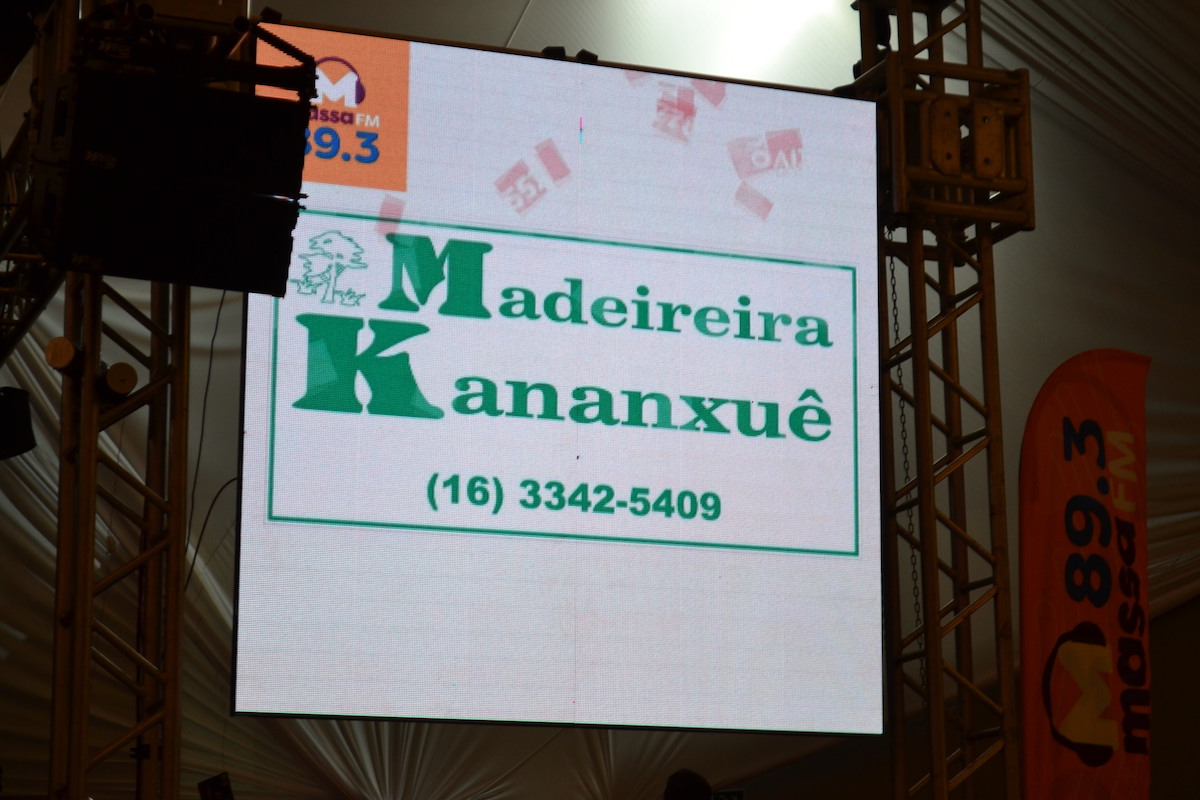 M
massa FM
89.3
Madeireira
Kananxuê
(16) 3342-5409
M 89.3
massa FM